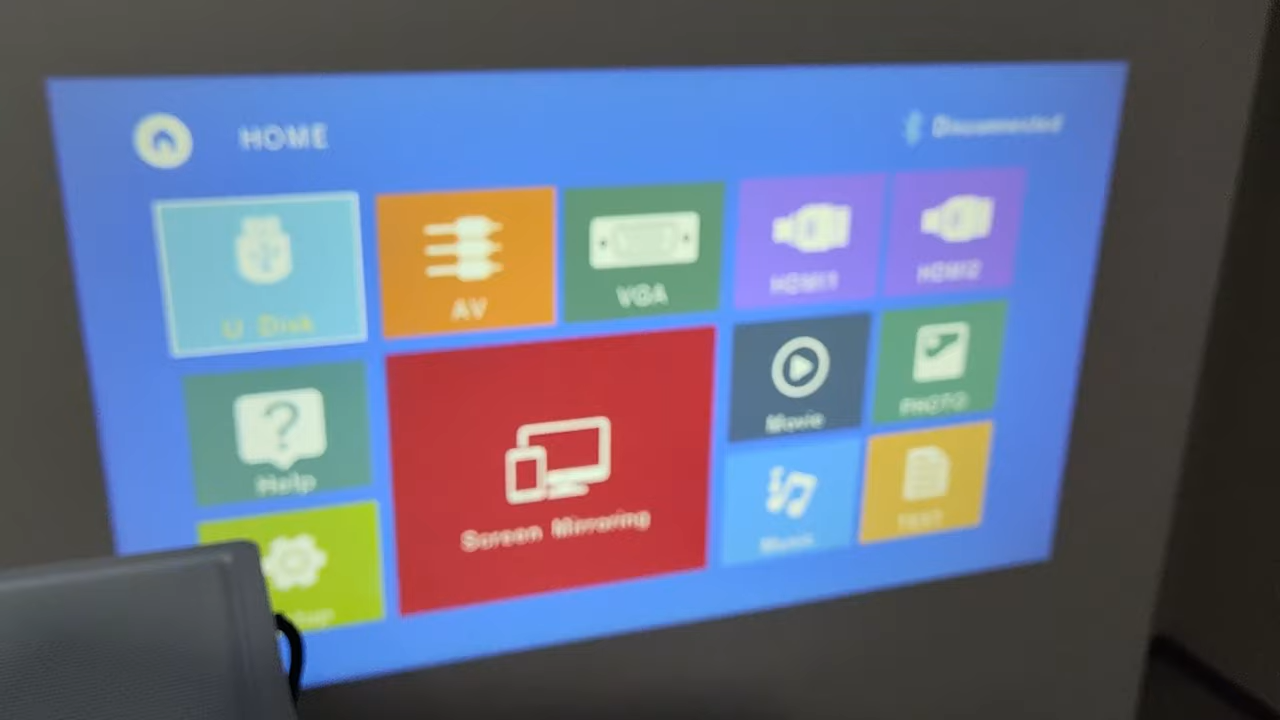 HOME
Disconnected
U Disk
AV
VGA
HDMI1
HDMI2
Help
Screen Mirroring
Movie
PHOTO
Music
TEXT